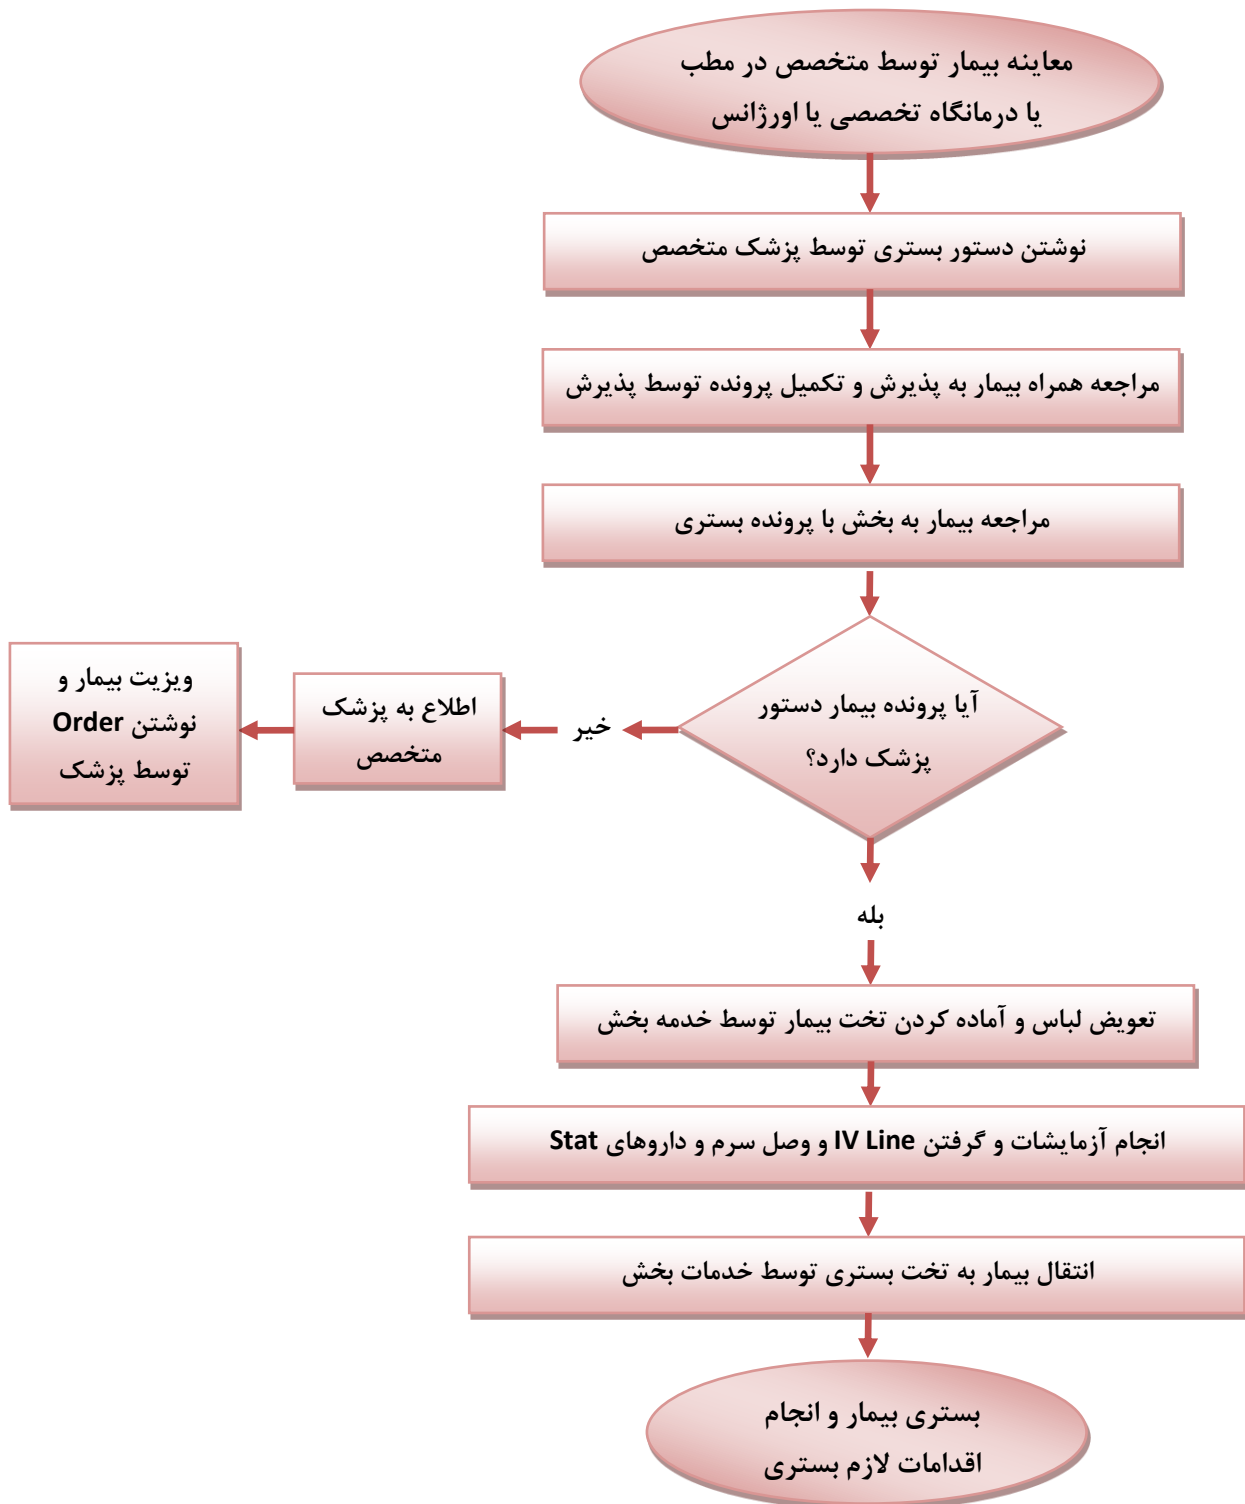 معاینه بیمار توسط متخصص در مطب
یا درمانگاه تخصصی یا اورژانس
نوشتن دستور بستری توسط پزشک متخصص
مراجعه همراه بیمار به پذیرش و تکمیل پرونده توسط پذیرش
مراجعه بیمار به بخش با پرونده بستری
آیا پرونده بیمار دستور
پزشک دارد؟
خیر
اطلاع به پزشک
متخصص
ویزیت بیمار و
نوشتن Order
توسط پزشک
بله
تعویض لباس و آماده کردن تخت بیمار توسط خدمه بخش
انجام آزمایشات و گرفتن IV Line و وصل سرم و داروهای Stat
انتقال بیمار به تخت بستری توسط خدمات بخش
بستری بیمار و انجام
اقدامات لازم بستری